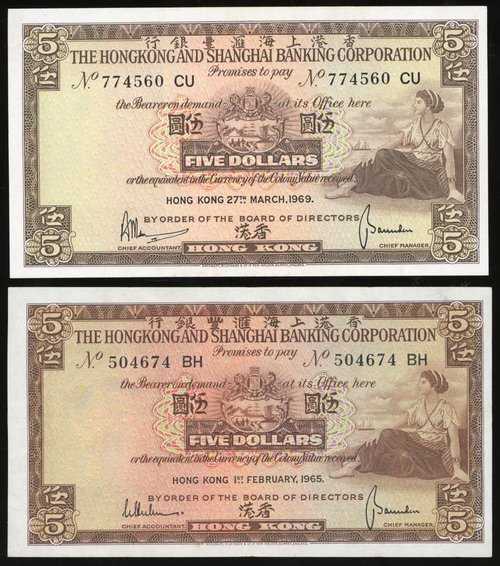 5 行銀豐滙海上港香 5
THE HONGKONG AND SHANGHAI BANKING CORPORATION
伍 Promises to pay 伍
No 774560 CU No 774560 CU
the Bearer on demand at its Office here
圓 伍
FIVE DOLLARS
or the equivalent in the Currency of the Colony Value received
HONG KONG 27TH MARCH, 1969.
BY ORDER OF THE BOARD OF DIRECTORS
伍 港香 伍
CHIEF ACCOUNTANT. CHIEF MANAGER.
5 HONG KONG 5
5 行銀豐滙海上港香 5
THE HONGKONG AND SHANGHAI BANKING CORPORATION
伍 Promises to pay 伍
No 504674 BH No 504674 BH
the Bearer on demand at its Office here
圓 伍
FIVE DOLLARS
or the equivalent in the Currency of the Colony Value received
HONG KONG 1ST FEBRUARY, 1965.
BY ORDER OF THE BOARD OF DIRECTORS
伍 港香 伍
CHIEF ACCOUNTANT. CHIEF MANAGER.
5 HONG KONG 5